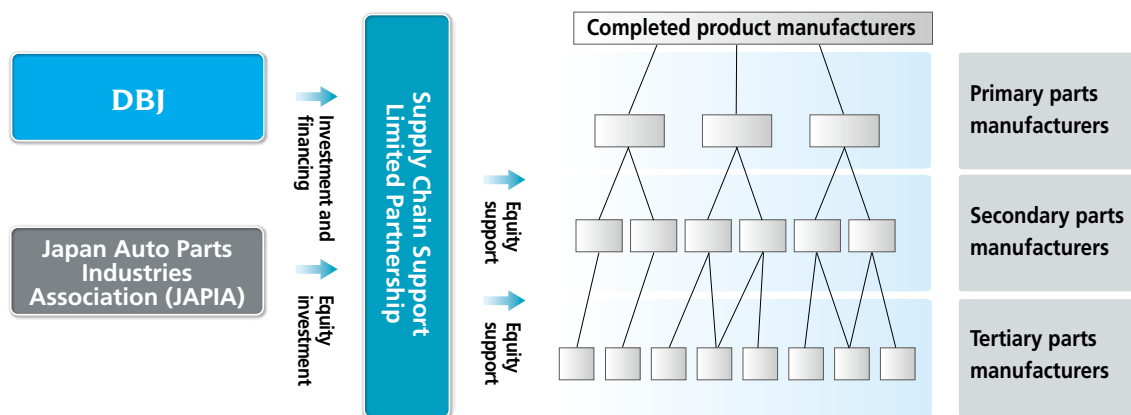 DBJ
Japan Auto Parts
Industries
Association (JAPIA)
Investment and
financing
Equity
investment
Supply Chain Support
Limited Partnership
Equity
support
Equity
support
Completed product manufacturers
Primary parts
manufacturers
Secondary parts
manufacturers
Tertiary parts
manufacturers